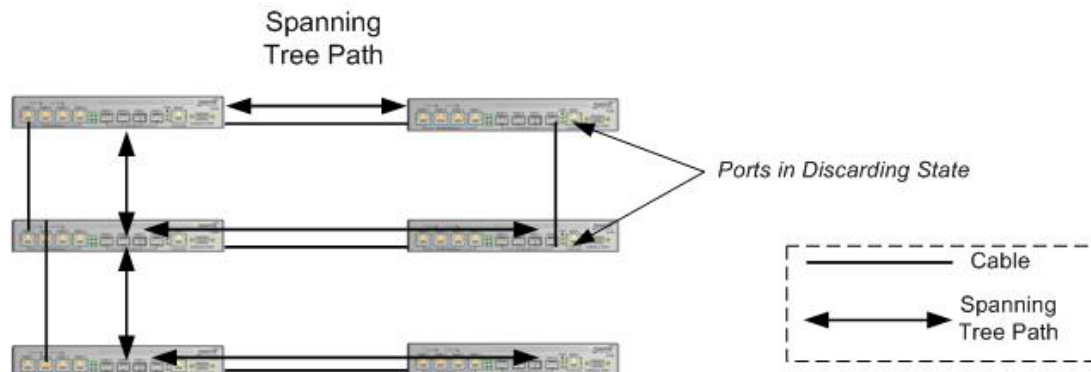 Spanning
Tree Path
Ports in Discarding State
Cable
Spanning
Tree Path